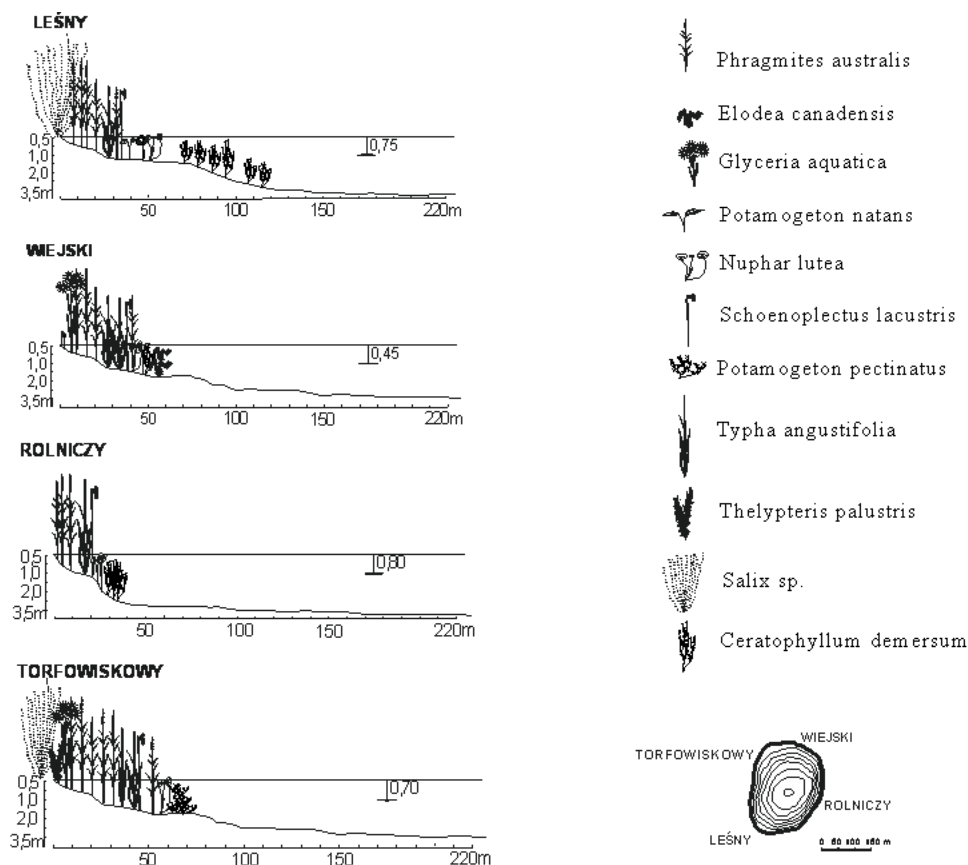 LEŚNY
0,5
1,0
2,0
3,5m
0,75
50 100 150 220m
WIEJSKI
0,5
1,0
2,0
0,45
50 100 150 220m
ROLNICZY
0,5
1,0
2,0
3,5m
0,80
50 100 150 220m
TORFOWISKOWY
0,5
1,0
2,0
3,5m
0,70
50 100 150 220m
Phragmites australis
Elodea canadensis
Glyceria aquatica
Potamogeton natans
Nuphar lutea
Schoenoplectus lacustris
Potamogeton pectinatus
Typha angustifolia
Thelypteris palustris
Salix sp.
Ceratophyllum demersum
WIEJSKI
TORFOWISKOWY
ROLNICZY
LEŚNY
0 50 100 150 m